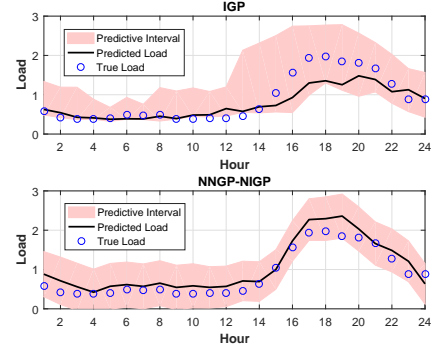 IGP
3
2
1
0
Load
Predictive Interval
Predicted Load
True Load
2 4 6 8 10 12 14 16 18 20 22 24
Hour
NNGP-NIGP
3
2
1
0
Load
Predictive Interval
Predicted Load
True Load
2 4 6 8 10 12 14 16 18 20 22 24
Hour